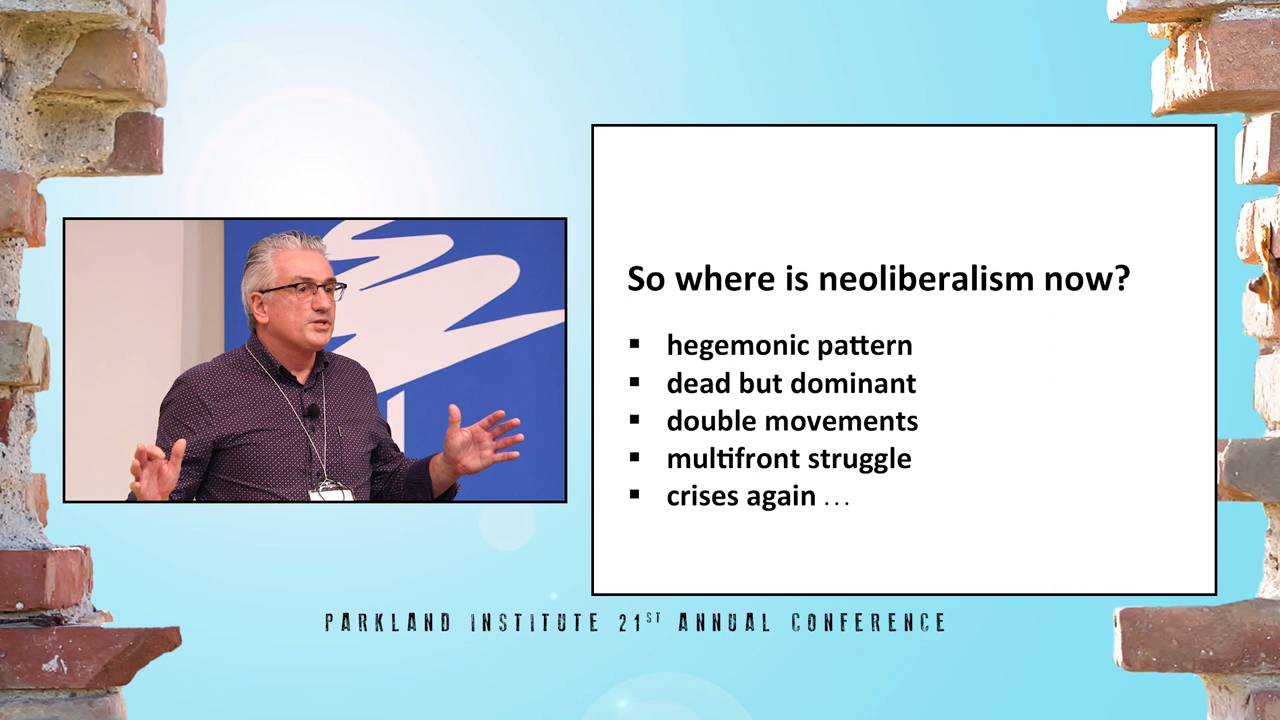 So where is neoliberalism now?
▪ hegemonic pattern
▪ dead but dominant
▪ double movements
▪ multifront struggle
▪ crises again ...
PARKLAND INSTITUTE 21ST ANNUAL CONFERENCE